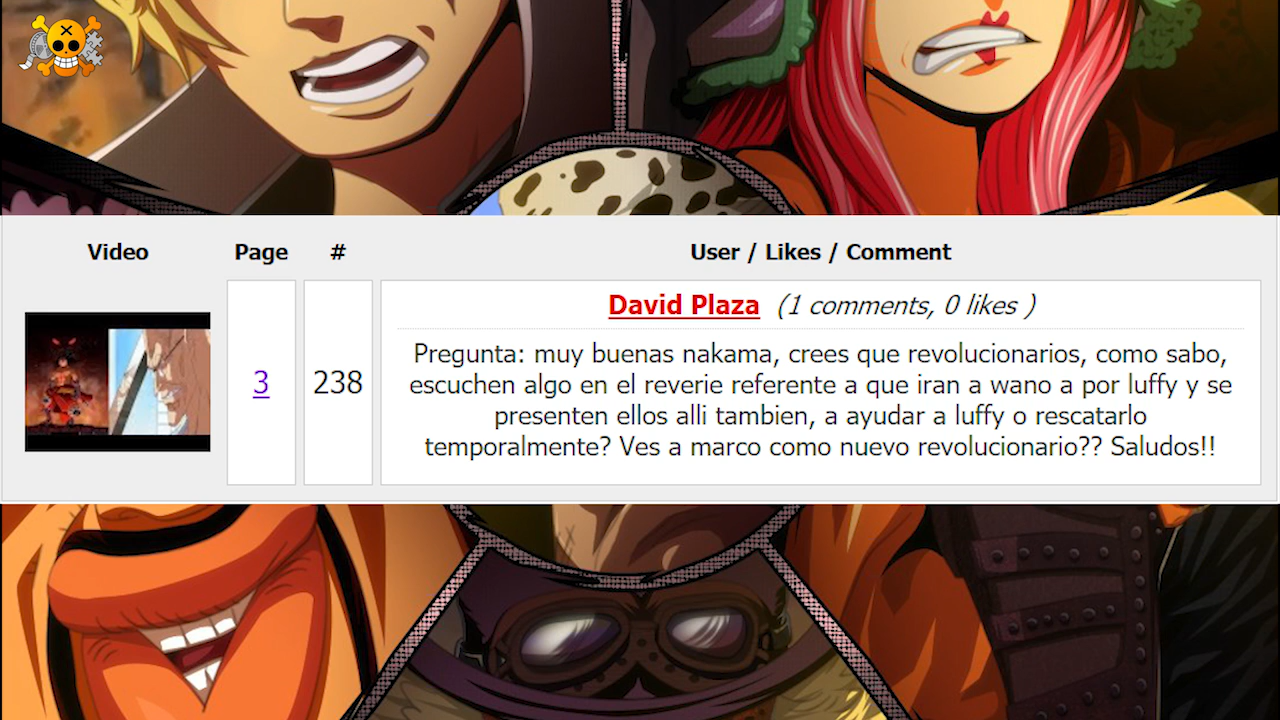 Video Page # User / Likes / Comment
David Plaza (1 comments, 0 likes )
3 238
Pregunta: muy buenas nakama, crees que revolucionarios, como sabo,
escuchen algo en el reverie referente a que iran a wano a por luffy y se
presenten ellos alli tambien, a ayudar a luffy o rescatarlo
temporalmente? Ves a marco como nuevo revolucionario?? Saludos!!